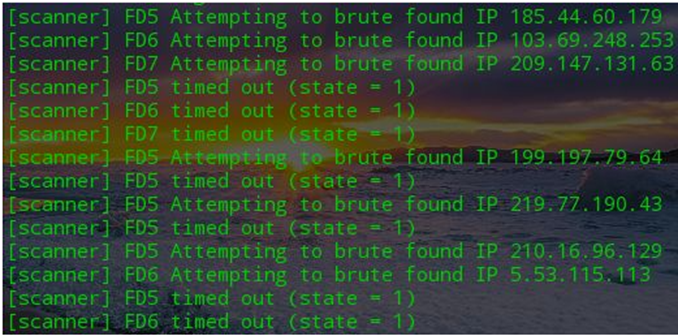 [scanner] FD5 Attempting to brute found IP 185.44.60.179
[scanner] FD6 Attempting to brute found IP 103.69.248.253
[scanner] FD7 Attempting to brute found IP 209.147.131.63
[scanner] FD5 timed out (state = 1)
[scanner] FD6 timed out (state = 1)
[scanner] FD7 timed out (state = 1)
[scanner] FD5 Attempting to brute found IP 199.197.79.64
[scanner] FD5 timed out (state = 1)
[scanner] FD5 Attempting to brute found IP 219.77.190.43
[scanner] FD5 timed out (state = 1)
[scanner] FD5 Attempting to brute found IP 210.16.96.129
[scanner] FD6 Attempting to brute found IP 5.53.115.113
[scanner] FD5 timed out (state = 1)
[scanner] FD6 timed out (state = 1)